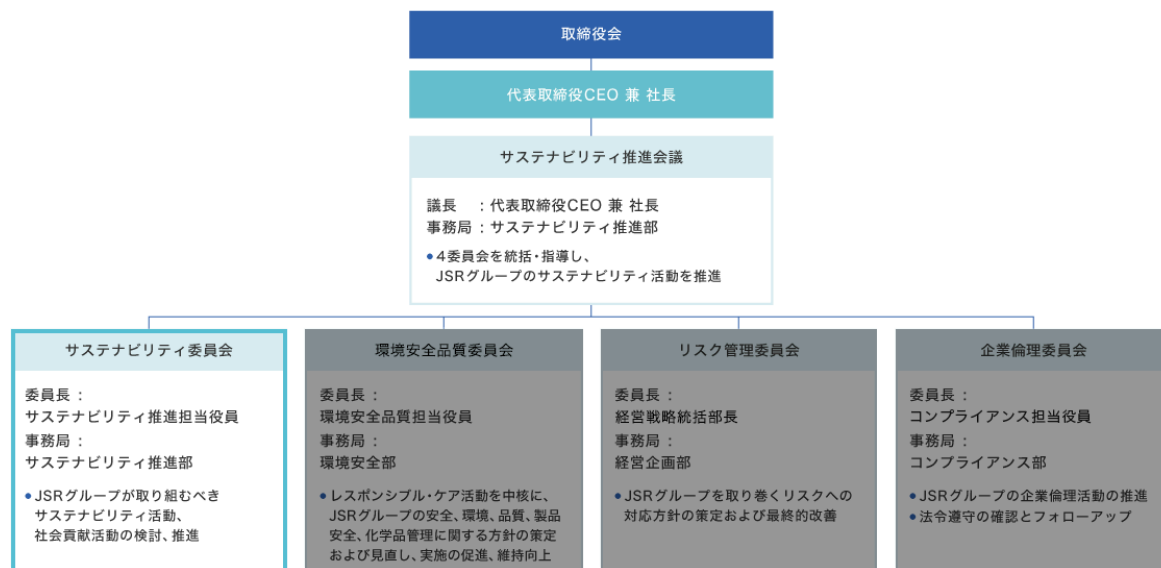 取締役会
代表取締役CEO 兼 社長
サステナビリティ推進会議
議長　：代表取締役CEO 兼 社長
事務局：サステナビリティ推進部
●4委員会を統括・指導し、
JSRグループのサステナビリティ活動を推進
サステナビリティ委員会
委員長：
サステナビリティ推進担当役員
事務局：
サステナビリティ推進部
●JSRグループが取り組むべき
サステナビリティ活動、
社会貢献活動の検討、推進
環境安全品質委員会
委員長：
環境安全品質担当役員
事務局：
環境安全部
●レスポンシブル・ケア活動を中核に、
JSRグループの安全、環境、品質、製品
安全、化学品管理に関する方針の策定
および見直し、実施の促進、維持向上
リスク管理委員会
委員長：
経営戦略統括部長
事務局：
経営企画部
●JSRグループを取り巻くリスクへの
対応方針の策定および最終的改善
企業倫理委員会
委員長：
コンプライアンス担当役員
事務局：
コンプライアンス部
●JSRグループの企業倫理活動の推進
●法令遵守の確認とフォローアップ